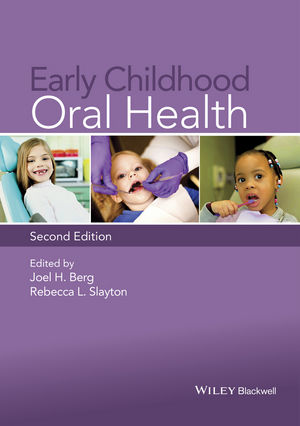 Early Childhood
Oral Health
Second Edition
Edited by
Joel H. Berg
Rebecca L. Slayton
WILEY Blackwell